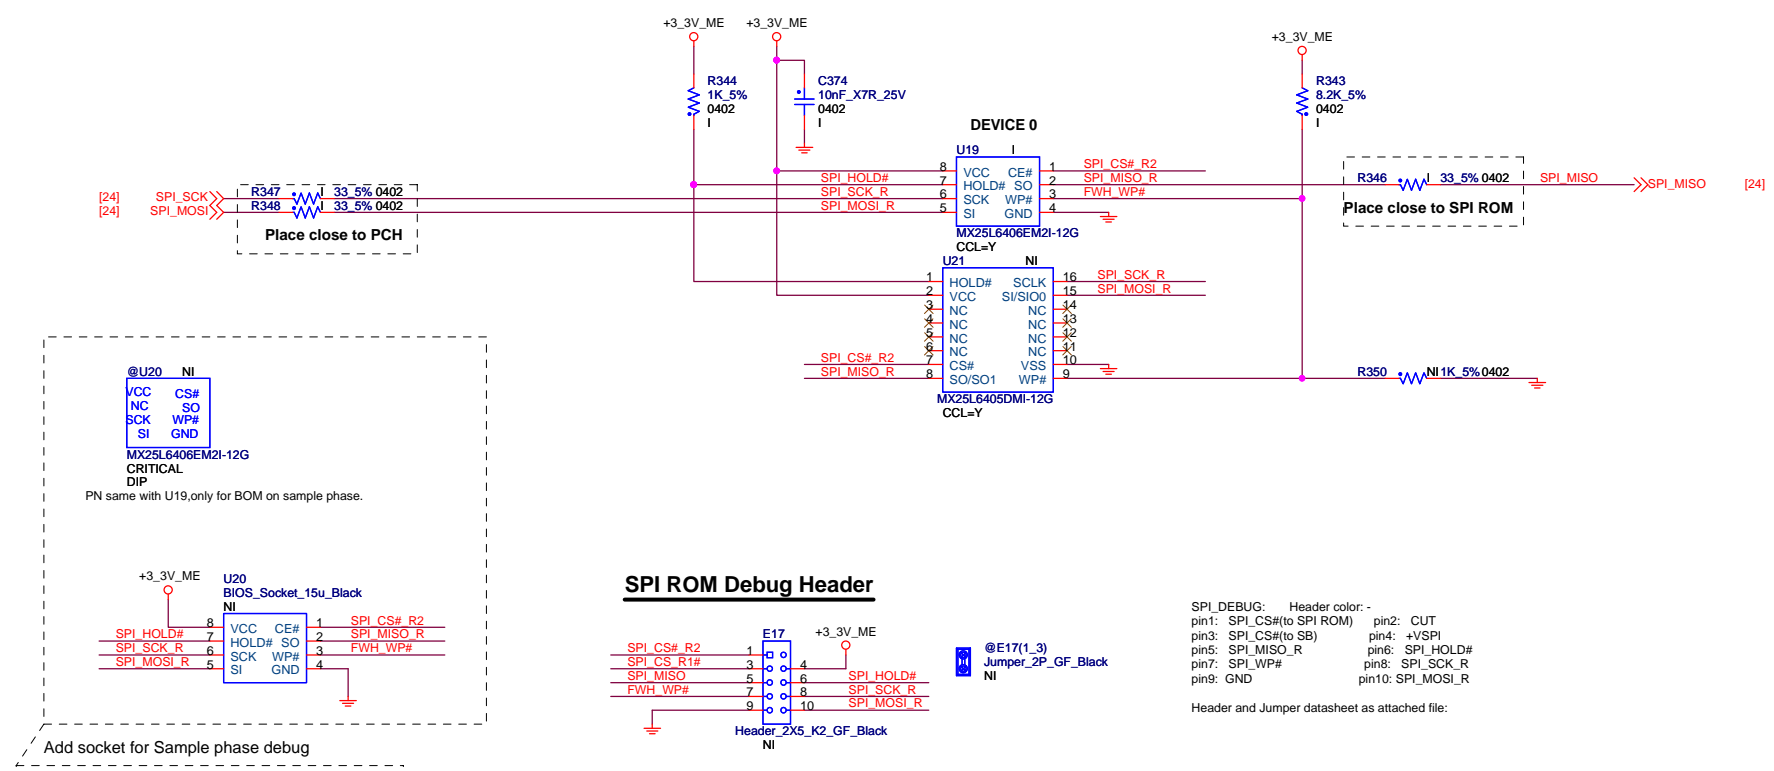 +3_3V_ME +3_3V_ME
+3_3V_ME
R344
1K_5%
0402
I
C374
10nF_X7R_25V
0402
I
R343
8.2K_5%
0402
I
DEVICE 0
U19 I
8 VCC CE# 1 SPI_CS#_R2
SPI_HOLD# 7 HOLD# SO 2 SPI_MISO_R
SPI_SCK_R 6 SCK WP# 3 FWH_WP#
SPI_MOSI_R 5 SI GND 4
MX25L6406EM2I-12G
CCL=Y
[24] SPI_SCK R347 I 33_5% 0402
[24] SPI_MOSI R348 I 33_5% 0402
Place close to PCH
R346 I 33_5% 0402 SPI_MISO SPI_MISO [24]
Place close to SPI ROM
U21 NI
1 HOLD# SCLK 16 SPI_SCK_R
2 VCC SI/SIO0 15 SPI_MOSI_R
3 NC NC 14
4 NC NC 13
5 NC NC 12
6 NC NC 11
SPI_CS#_R2 7 CS# VSS 10
SPI_MISO_R 8 SO/SO1 WP# 9
MX25L6405DMI-12G
CCL=Y
R350 NI 1K_5% 0402
@U20 NI
VCC CS#
NC SO
SCK WP#
SI GND
MX25L6406EM2I-12G
CRITICAL
DIP
PN same with U19,only for BOM on sample phase.
+3_3V_ME
U20
BIOS_Socket_15u_Black
NI
8 VCC CE# 1 SPI_CS#_R2
SPI_HOLD# 7 HOLD# SO 2 SPI_MISO_R
SPI_SCK_R 6 SCK WP# 3 FWH_WP#
SPI_MOSI_R 5 SI GND 4
Add socket for Sample phase debug
SPI ROM Debug Header
E17 +3_3V_ME
SPI_CS#_R2 1
SPI_CS_R1# 3 4
SPI_MISO 5 6 SPI_HOLD#
FWH_WP# 7 8 SPI_SCK_R
9 10 SPI_MOSI_R
Header_2X5_K2_GF_Black
NI
@E17(1_3)
Jumper_2P_GF_Black
NI
SPI_DEBUG: Header color: -
pin1: SPI_CS#(to SPI ROM) pin2: CUT
pin3: SPI_CS#(to SB) pin4: +VSPI
pin5: SPI_MISO_R pin6: SPI_HOLD#
pin7: SPI_WP# pin8: SPI_SCK_R
pin9: GND pin10: SPI_MOSI_R
Header and Jumper datasheet as attached file: